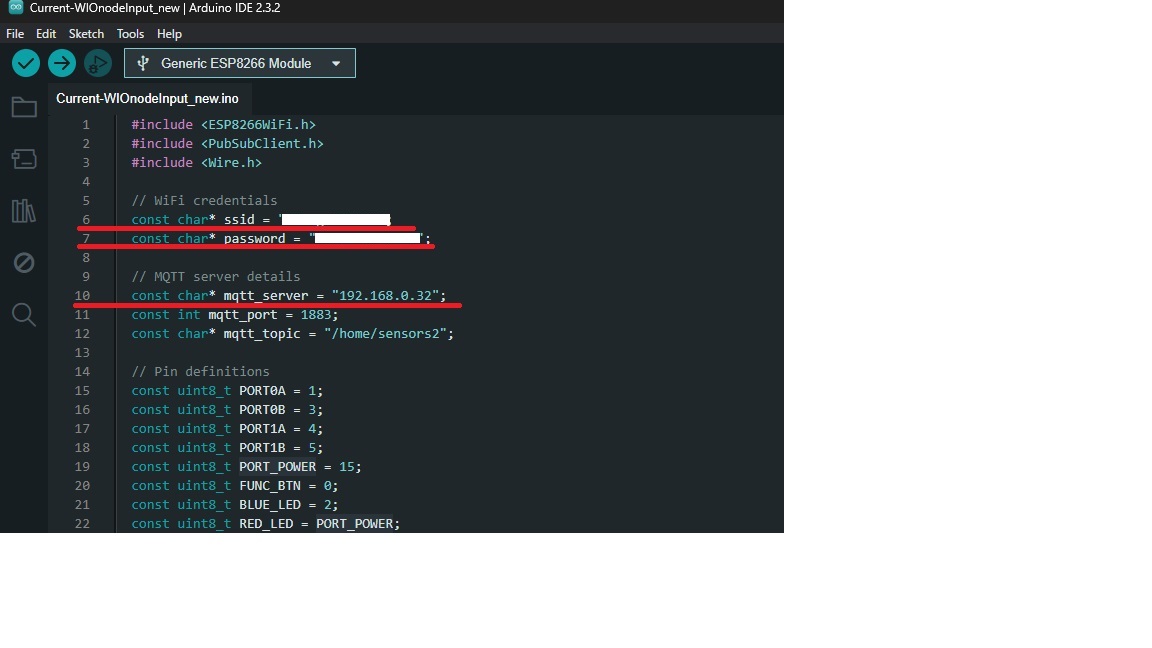 Current-WIOnodeInput_new | Arduino IDE 2.3.2
File Edit Sketch Tools Help
Generic ESP8266 Module
Current-WIOnodeInput_new.ino
1 #include <ESP8266WiFi.h>
2 #include <PubSubClient.h>
3 #include <Wire.h>
4
5 // WiFi credentials
6 const char* ssid = "
7 const char* password = " ";
8
9 // MQTT server details
10 const char* mqtt_server = "192.168.0.32";
11 const int mqtt_port = 1883;
12 const char* mqtt_topic = "/home/sensors2";
13
14 // Pin definitions
15 const uint8_t PORT0A = 1;
16 const uint8_t PORT0B = 3;
17 const uint8_t PORT1A = 4;
18 const uint8_t PORT1B = 5;
19 const uint8_t PORT_POWER = 15;
20 const uint8_t FUNC_BTN = 0;
21 const uint8_t BLUE_LED = 2;
22 const uint8_t RED_LED = PORT_POWER;